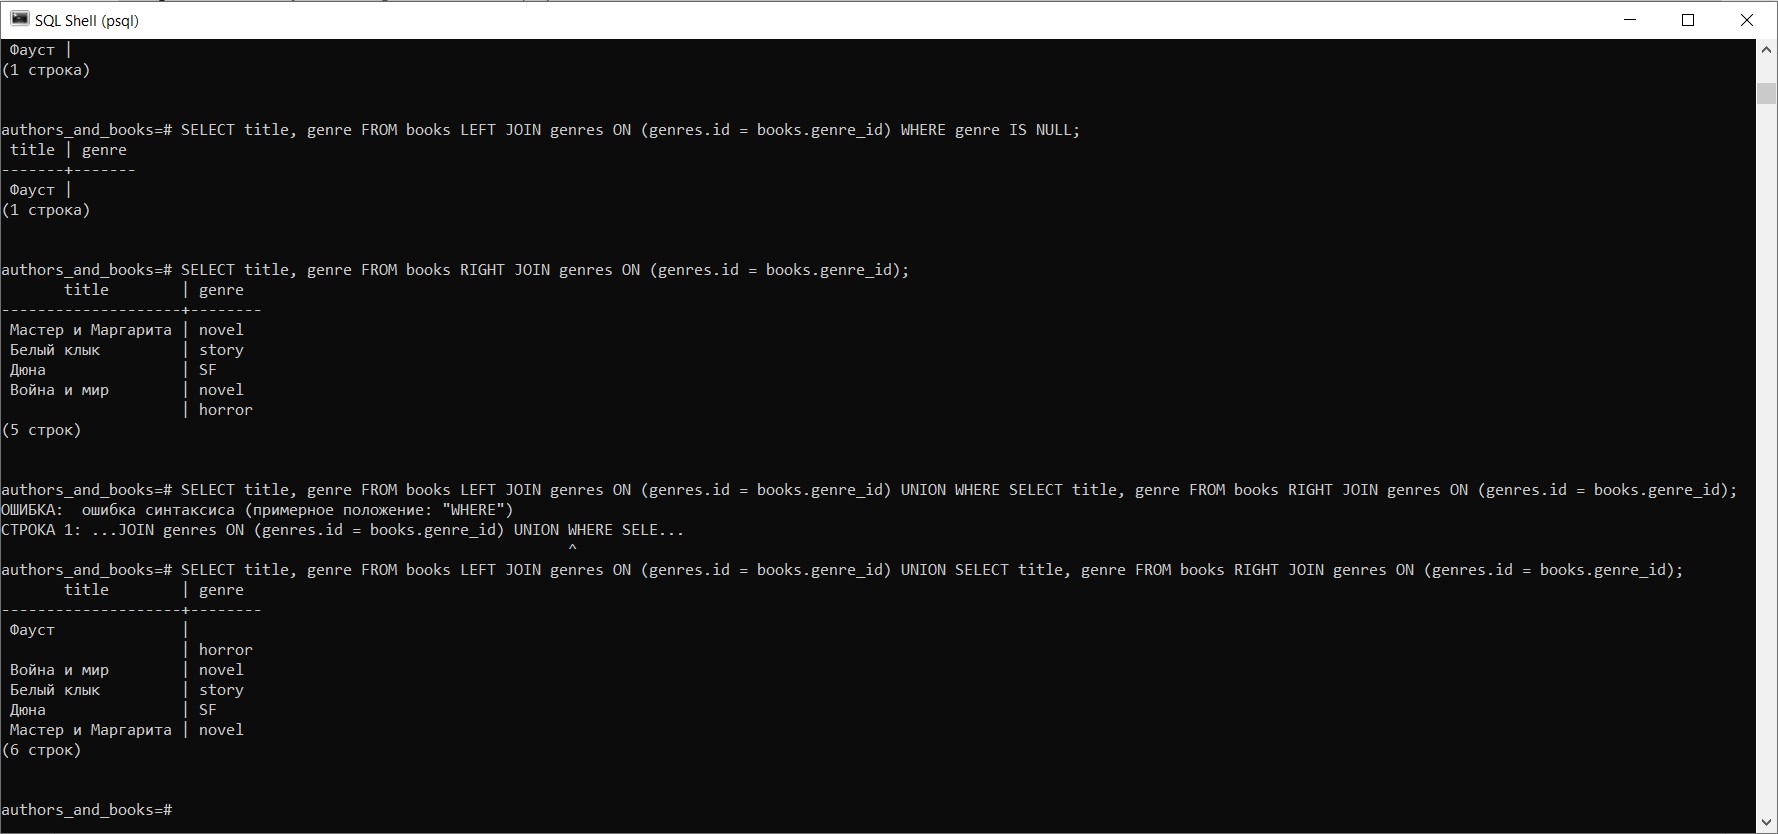 SQL Shell (psql)
 Фауст |
(1 строка)
authors_and_books=# SELECT title, genre FROM books LEFT JOIN genres ON (genres.id = books.genre_id) WHERE genre IS NULL;
 title | genre
-------+-------
 Фауст |
(1 строка)
authors_and_books=# SELECT title, genre FROM books RIGHT JOIN genres ON (genres.id = books.genre_id);
       title        | genre
--------------------+--------
 Мастер и Маргарита | novel
 Белый клык         | story
 Дюна               | SF
 Война и мир        | novel
                    | horror
(5 строк)
authors_and_books=# SELECT title, genre FROM books LEFT JOIN genres ON (genres.id = books.genre_id) UNION WHERE SELECT title, genre FROM books RIGHT JOIN genres ON (genres.id = books.genre_id);
ОШИБКА:  ошибка синтаксиса (примерное положение: "WHERE")
СТРОКА 1: ...JOIN genres ON (genres.id = books.genre_id) UNION WHERE SELE...
                                                               ^
authors_and_books=# SELECT title, genre FROM books LEFT JOIN genres ON (genres.id = books.genre_id) UNION SELECT title, genre FROM books RIGHT JOIN genres ON (genres.id = books.genre_id);
       title        | genre
--------------------+--------
 Фауст              |
                    | horror
 Война и мир        | novel
 Белый клык         | story
 Дюна               | SF
 Мастер и Маргарита | novel
(6 строк)
authors_and_books=#